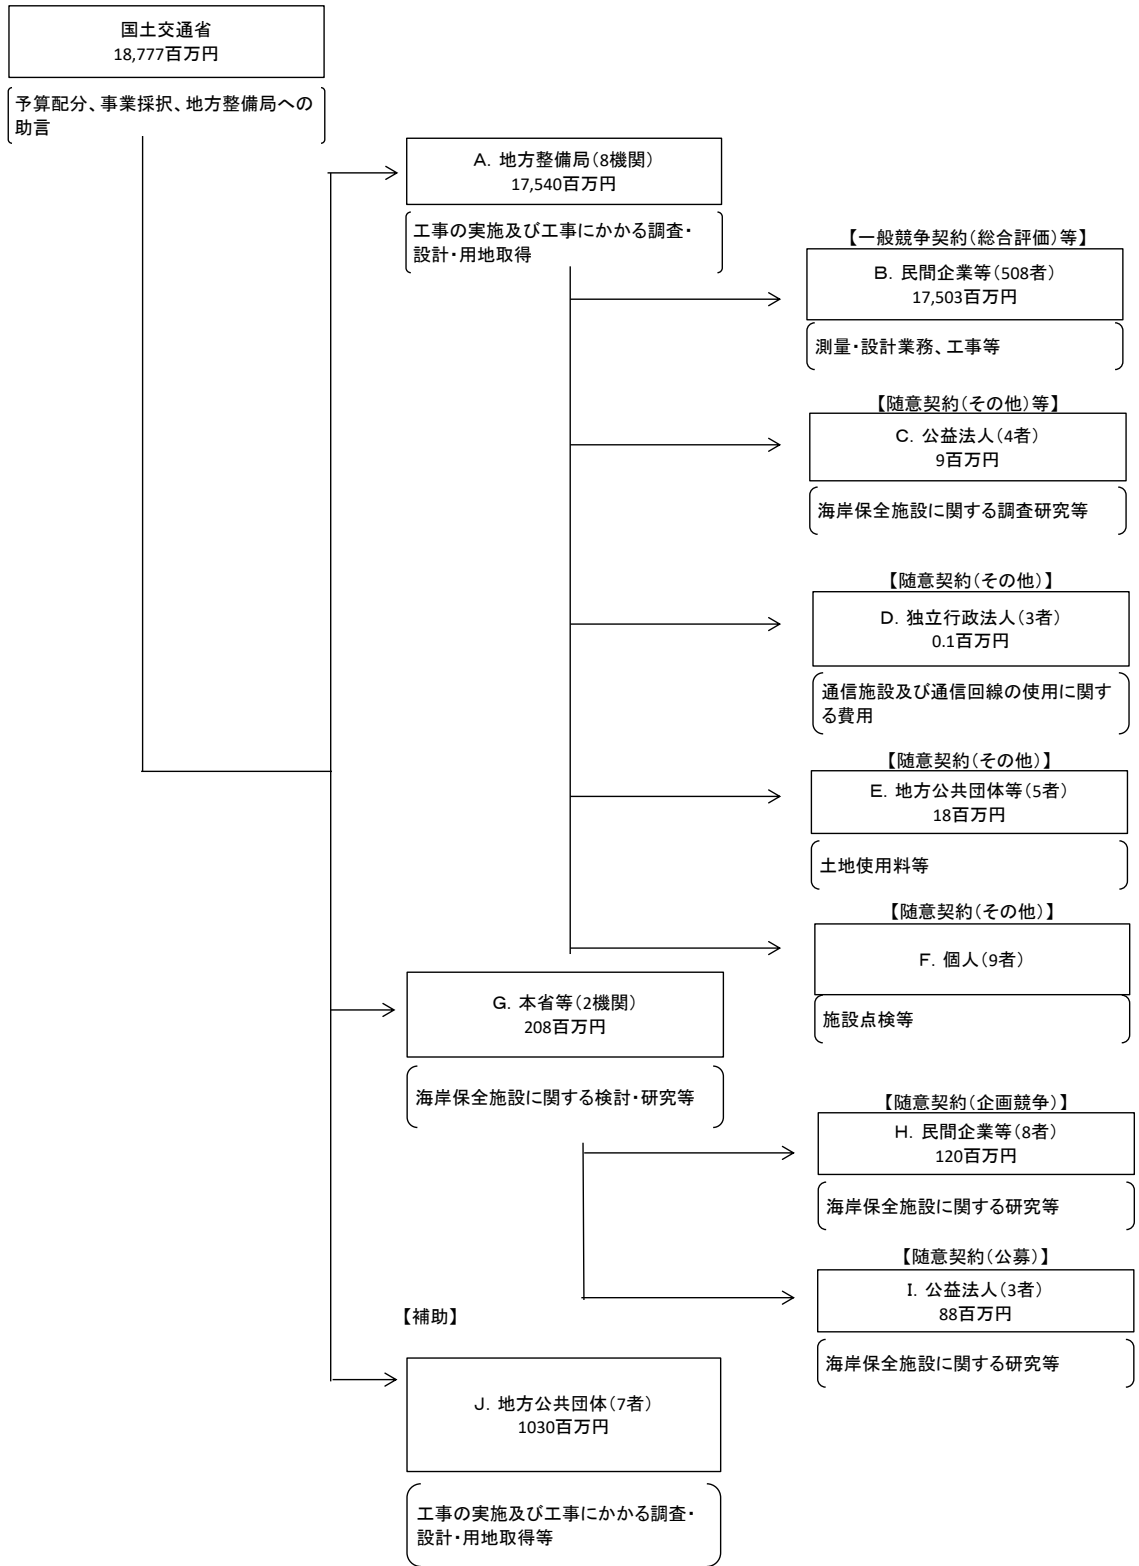 国土交通省
18,777百万円
予算配分、事業採択、地方整備局への
助言
A. 地方整備局(8機関)
17,540百万円
工事の実施及び工事にかかる調査・
設計・用地取得
【一般競争契約(総合評価)等】
B. 民間企業等(508者)
17,503百万円
測量・設計業務、工事等
【随意契約(その他)等】
C. 公益法人(4者)
9百万円
海岸保全施設に関する調査研究等
【随意契約(その他)】
D. 独立行政法人(3者)
0.1百万円
通信施設及び通信回線の使用に関す
る費用
【随意契約(その他)】
E. 地方公共団体等(5者)
18百万円
土地使用料等
【随意契約(その他)】
F. 個人(9者)
施設点検等
G. 本省等(2機関)
208百万円
海岸保全施設に関する検討・研究等
【随意契約(企画競争)】
H. 民間企業等(8者)
120百万円
海岸保全施設に関する研究等
【随意契約(公募)】
I. 公益法人(3者)
88百万円
海岸保全施設に関する研究等
【補助】
J. 地方公共団体(7者)
1030百万円
工事の実施及び工事にかかる調査・
設計・用地取得等